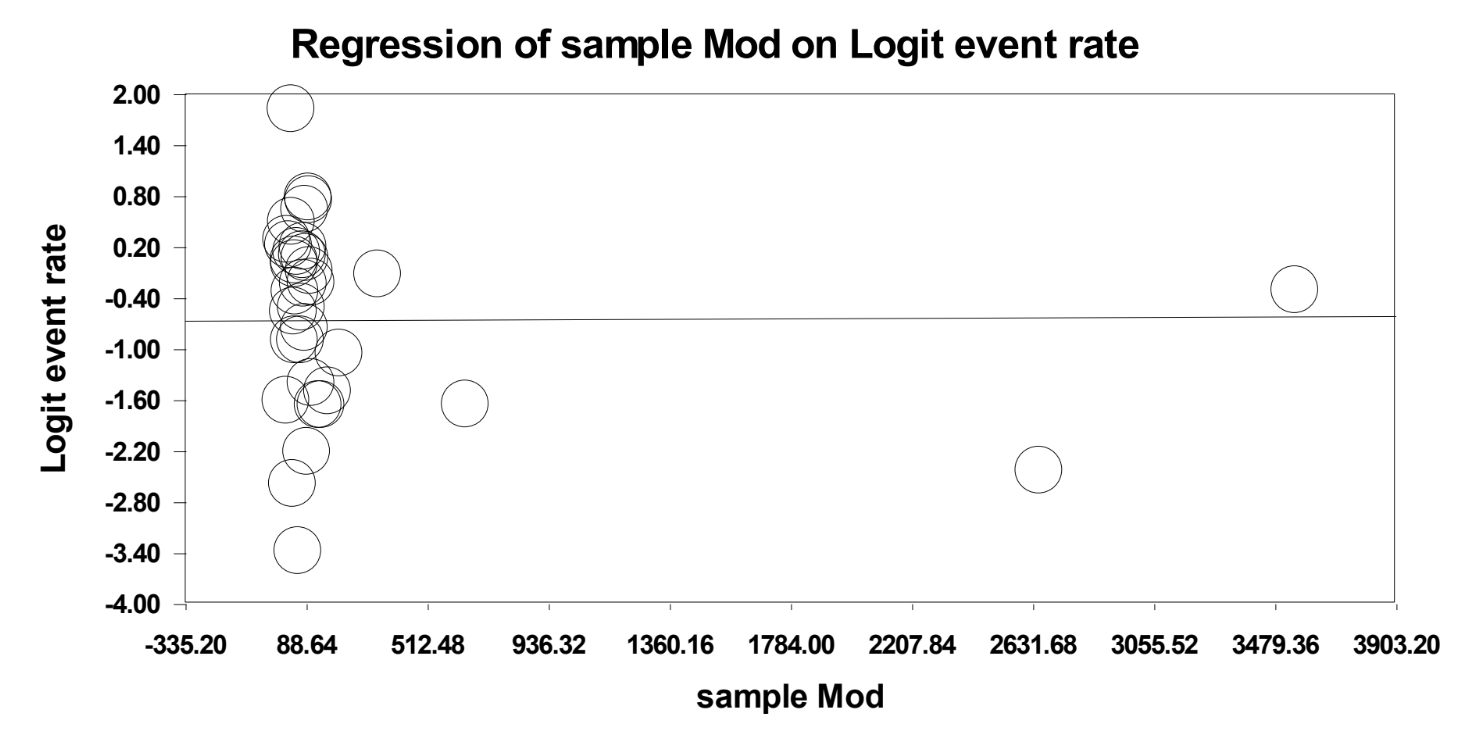 Regression of sample Mod on Logit event rate
2.00
1.40
0.80
0.20
-0.40
-1.00
-1.60
-2.20
-2.80
-3.40
-4.00
Logit event rate
-335.20 88.64 512.48 936.32 1360.16 1784.00 2207.84 2631.68 3055.52 3479.36 3903.20
sample Mod